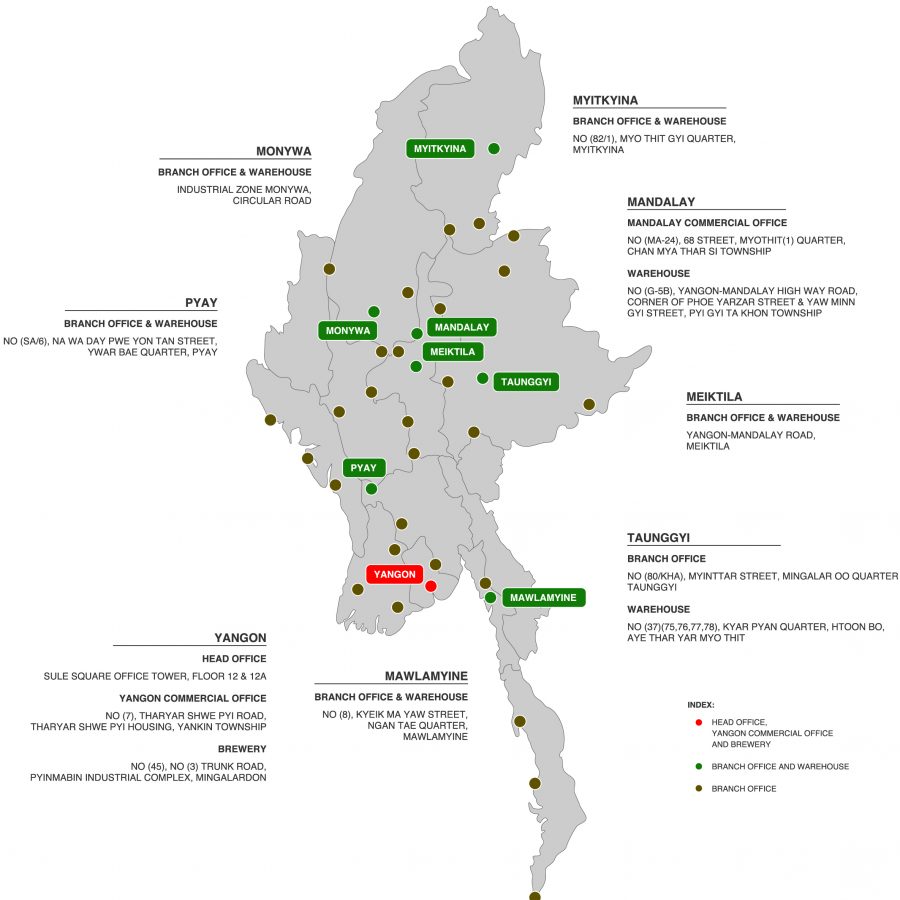 MYITKYINA
BRANCH OFFICE & WAREHOUSE
NO (82/1), MYO THIT GYI QUARTER,
MYITKYINA
MONYWA
BRANCH OFFICE & WAREHOUSE
INDUSTRIAL ZONE MONYWA,
CIRCULAR ROAD
MANDALAY
MANDALAY COMMERCIAL OFFICE
NO (MA-24), 68 STREET, MYOTHIT(1) QUARTER,
CHAN MYA THAR SI TOWNSHIP
WAREHOUSE
NO (G-5B), YANGON-MANDALAY HIGH WAY ROAD,
CORNER OF PHOE YARZAR STREET & YAW MINN
GYI STREET, PYI GYI TA KHON TOWNSHIP
PYAY
BRANCH OFFICE & WAREHOUSE
NO (SA/6), NA WA DAY PWE YON TAN STREET,
YWAR BAE QUARTER, PYAY
MYITKYINA
MONYWA
MANDALAY
MEIKTILA
TAUNGGYI
PYAY
YANGON
MAWLAMYINE
MEIKTILA
BRANCH OFFICE & WAREHOUSE
YANGON-MANDALAY ROAD,
MEIKTILA
TAUNGGYI
BRANCH OFFICE
NO (80/KHA), MYINTTAR STREET, MINGALAR OO QUARTER
TAUNGGYI
WAREHOUSE
NO (37)(75,76,77,78), KYAR PYAN QUARTER, HTOON BO,
AYE THAR YAR MYO THIT
YANGON
HEAD OFFICE
SULE SQUARE OFFICE TOWER, FLOOR 12 & 12A
YANGON COMMERCIAL OFFICE
NO (7), THARYAR SHWE PYI ROAD,
THARYAR SHWE PYI HOUSING, YANKIN TOWNSHIP
BREWERY
NO (45), NO (3) TRUNK ROAD,
PYINMABIN INDUSTRIAL COMPLEX, MINGALARDON
MAWLAMYINE
BRANCH OFFICE & WAREHOUSE
NO (8), KYEIK MA YAW STREET,
NGAN TAE QUARTER,
MAWLAMYINE
INDEX:
HEAD OFFICE,
YANGON COMMERCIAL OFFICE
AND BREWERY
BRANCH OFFICE AND WAREHOUSE
BRANCH OFFICE